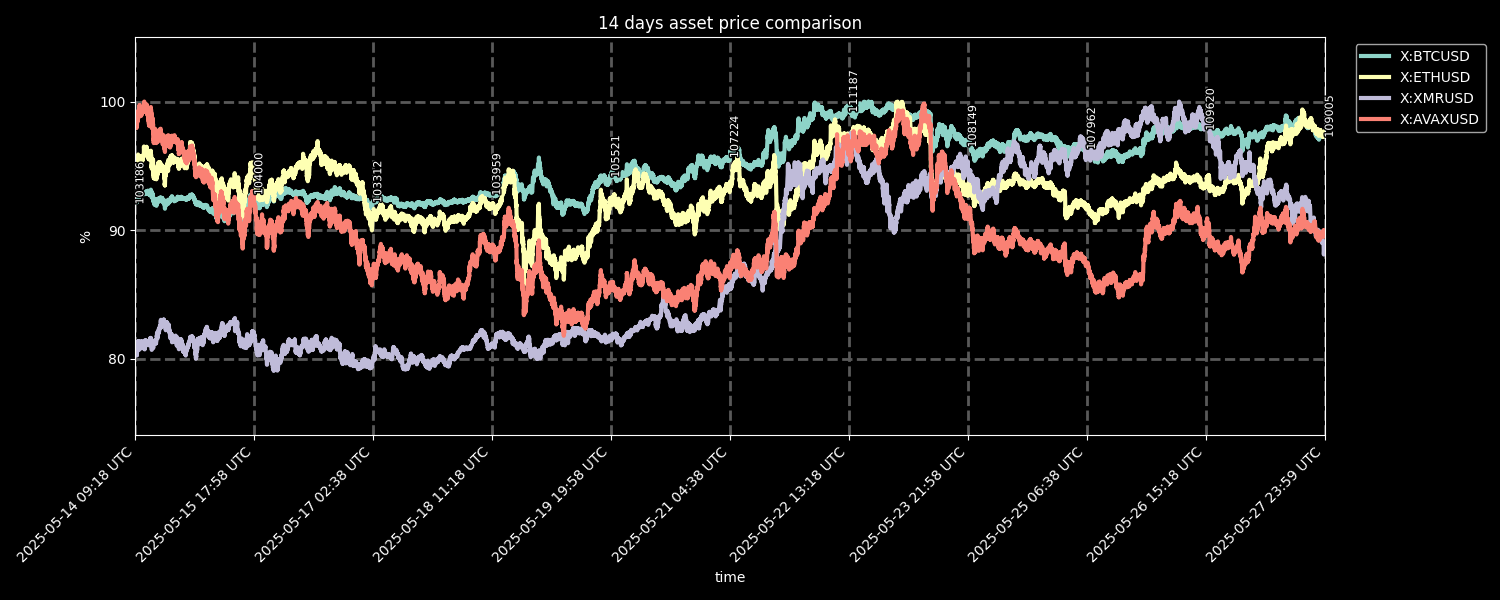 14 days asset price comparison
X:BTCUSD
X:ETHUSD
X:XMRUSD
X:AVAXUSD
%
100
90
80
104000
103312
103959
105521
107224
111187
108149
107962
109620
109005
2025-05-14 09:18 UTC
2025-05-15 17:58 UTC
2025-05-17 02:38 UTC
2025-05-18 11:18 UTC
2025-05-19 19:58 UTC
2025-05-21 04:38 UTC
2025-05-22 13:18 UTC
2025-05-23 21:58 UTC
2025-05-25 06:38 UTC
2025-05-26 15:18 UTC
2025-05-27 23:59 UTC
time